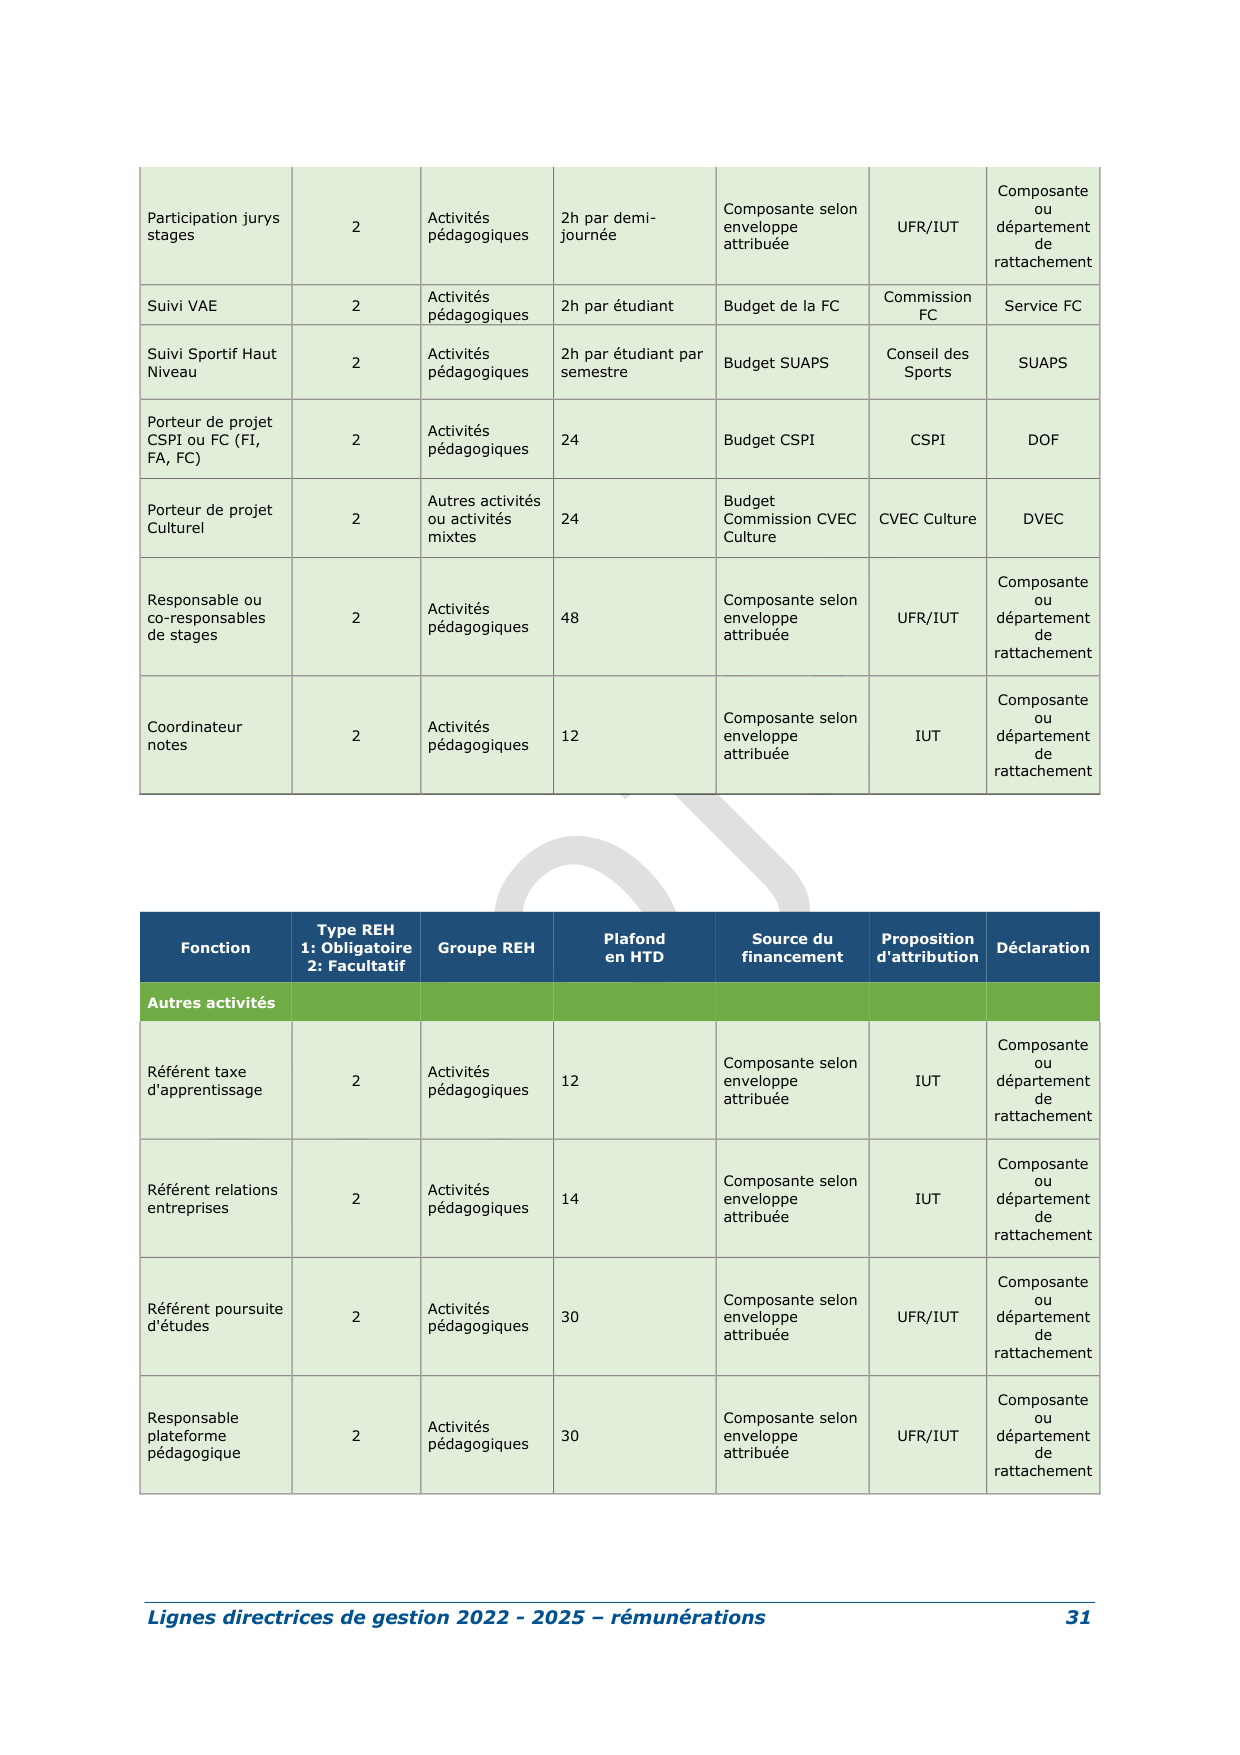 Participation jurys
stages
2
Activités
pédagogiques
2h par demi-
journée
Composante selon
enveloppe
attribuée
UFR/IUT
Composante
ou
département
de
rattachement
Suivi VAE
2
Activités
pédagogiques
2h par étudiant
Budget de la FC
Commission
FC
Service FC
Suivi Sportif Haut
Niveau
2
Activités
pédagogiques
2h par étudiant par
semestre
Budget SUAPS
Conseil des
Sports
SUAPS
Porteur de projet
CSPI ou FC (FI,
FA, FC)
2
Activités
pédagogiques
24
Budget CSPI
CSPI
DOF
Porteur de projet
Culturel
2
Autres activités
ou activités
mixtes
24
Budget
Commission CVEC
Culture
CVEC Culture
DVEC
Responsable ou
co-responsables
de stages
2
Activités
pédagogiques
48
Composante selon
enveloppe
attribuée
UFR/IUT
Composante
ou
département
de
rattachement
Coordinateur
notes
2
Activités
pédagogiques
12
Composante selon
enveloppe
attribuée
IUT
Composante
ou
département
de
rattachement
Fonction
Type REH
1: Obligatoire
2: Facultatif
Groupe REH
Plafond
en HTD
Source du
financement
Proposition
d'attribution
Déclaration
Autres activités
Référent taxe
d'apprentissage
2
Activités
pédagogiques
12
Composante selon
enveloppe
attribuée
IUT
Composante
ou
département
de
rattachement
Référent relations
entreprises
2
Activités
pédagogiques
14
Composante selon
enveloppe
attribuée
IUT
Composante
ou
département
de
rattachement
Référent poursuite
d'études
2
Activités
pédagogiques
30
Composante selon
enveloppe
attribuée
UFR/IUT
Composante
ou
département
de
rattachement
Responsable
plateforme
pédagogique
2
Activités
pédagogiques
30
Composante selon
enveloppe
attribuée
UFR/IUT
Composante
ou
département
de
rattachement
Lignes directrices de gestion 2022 - 2025 – rémunérations 31